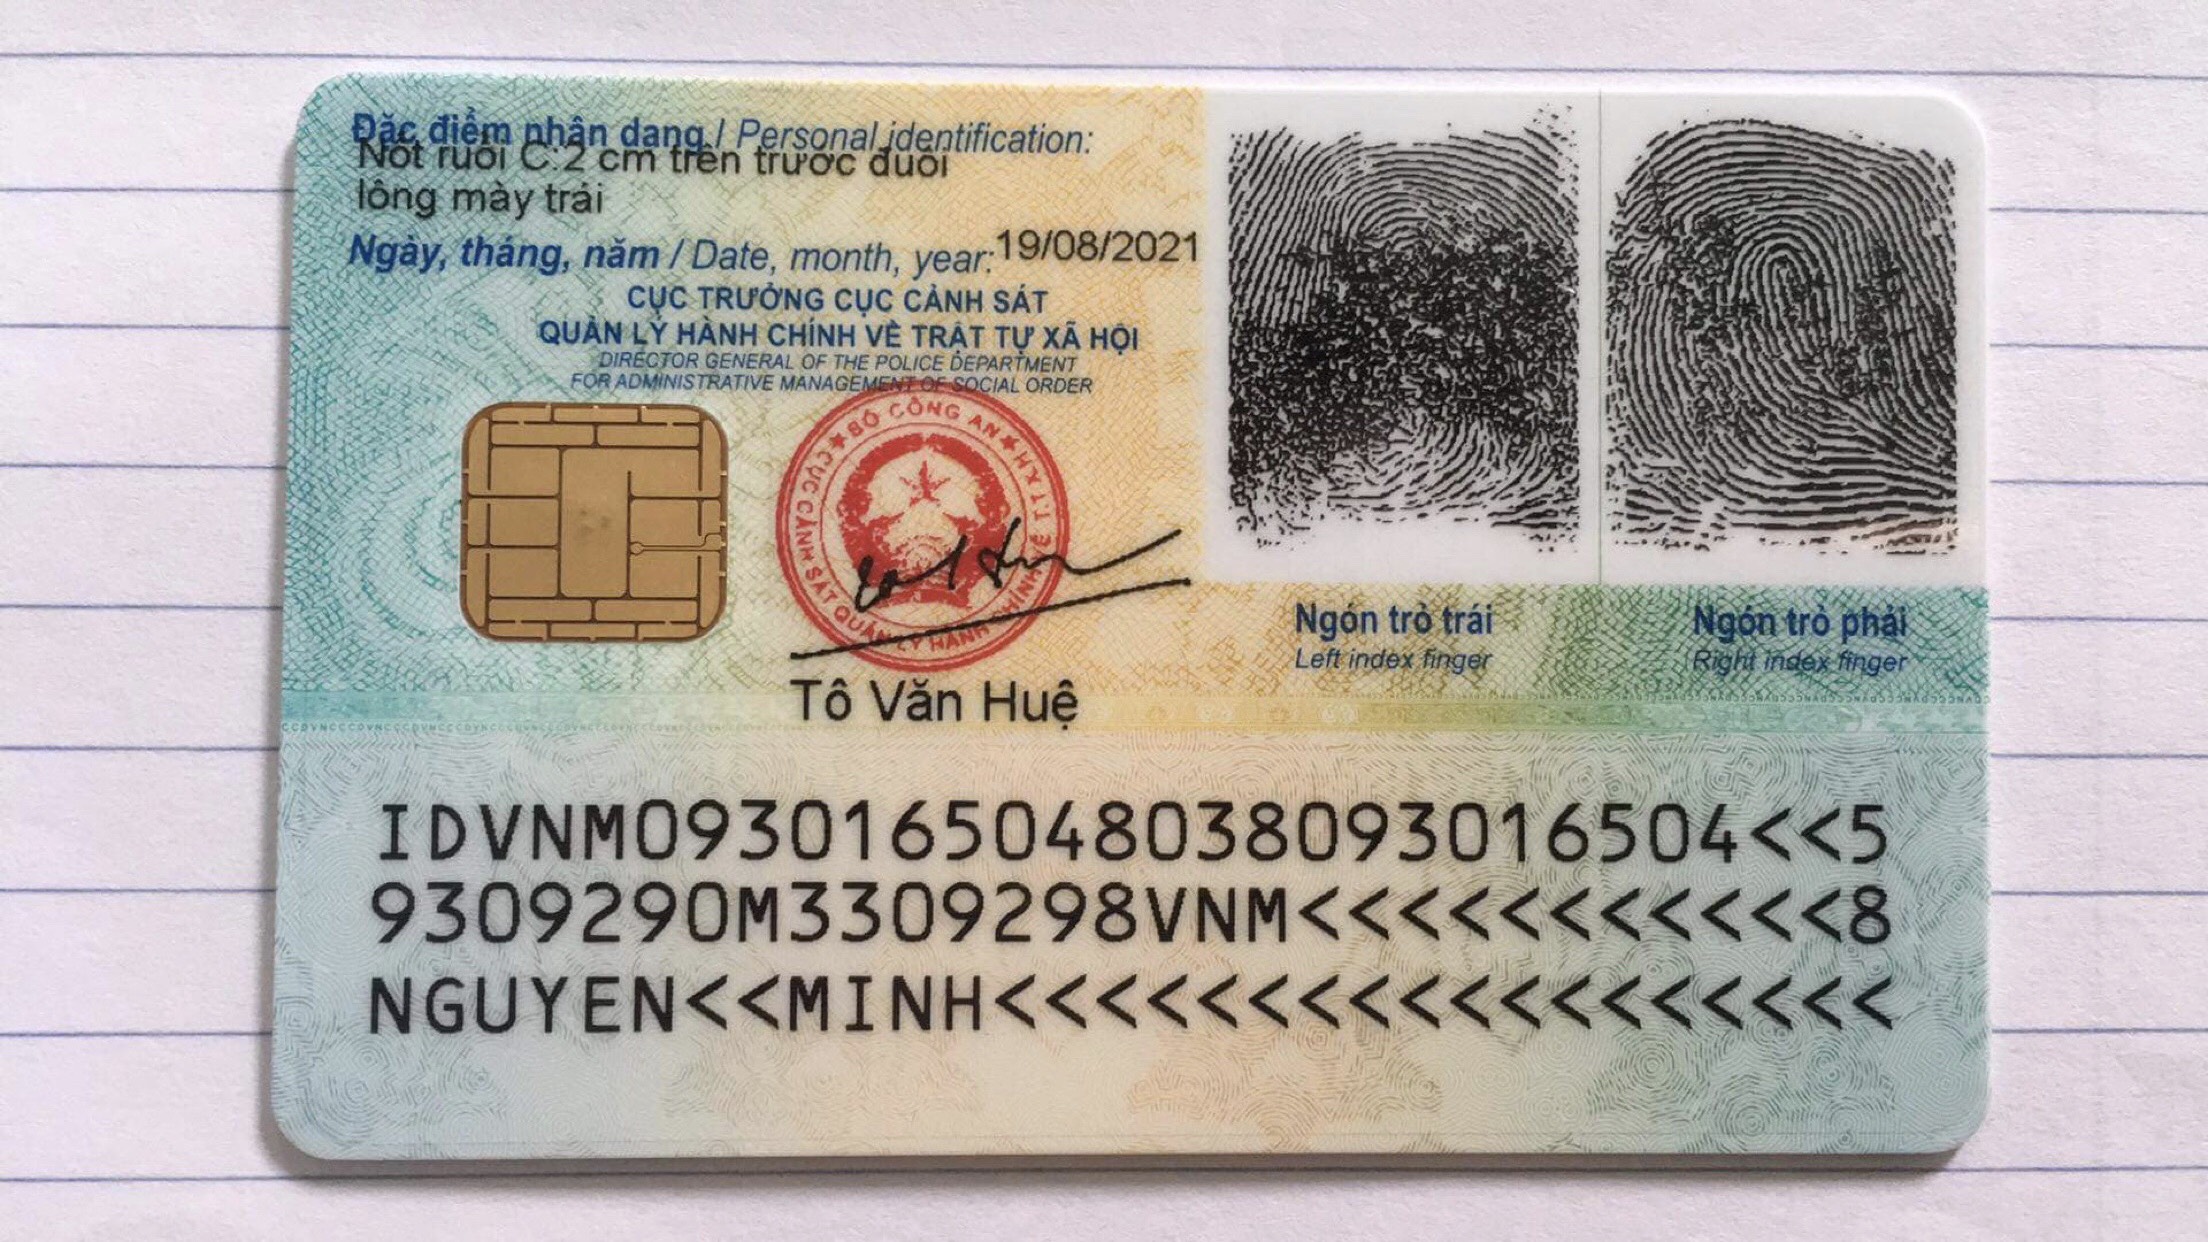 Đặc điểm nhân dạng / Personal identification:
Nốt ruồi C:2 cm trên trước đuôi
lông mày trái
Ngày, tháng, năm / Date, month, year: 19/08/2021
CỤC TRƯỞNG CỤC CẢNH SÁT
QUẢN LÝ HÀNH CHÍNH VỀ TRẬT TỰ XÃ HỘI
DIRECTOR GENERAL OF THE POLICE DEPARTMENT
FOR ADMINISTRATIVE MANAGEMENT OF SOCIAL ORDER
BỘ CÔNG AN
CỤC CẢNH SÁT QUẢN LÝ HÀNH CHÍNH VỀ TTXH
Tô Văn Huệ
Ngón trỏ trái
Left index finger
Ngón trỏ phải
Right index finger
IDVNM0930165048038093016504<<5
9309290M3309298VNM<<<<<<<<<<<8
NGUYEN<<MINH<<<<<<<<<<<<<<<<<<